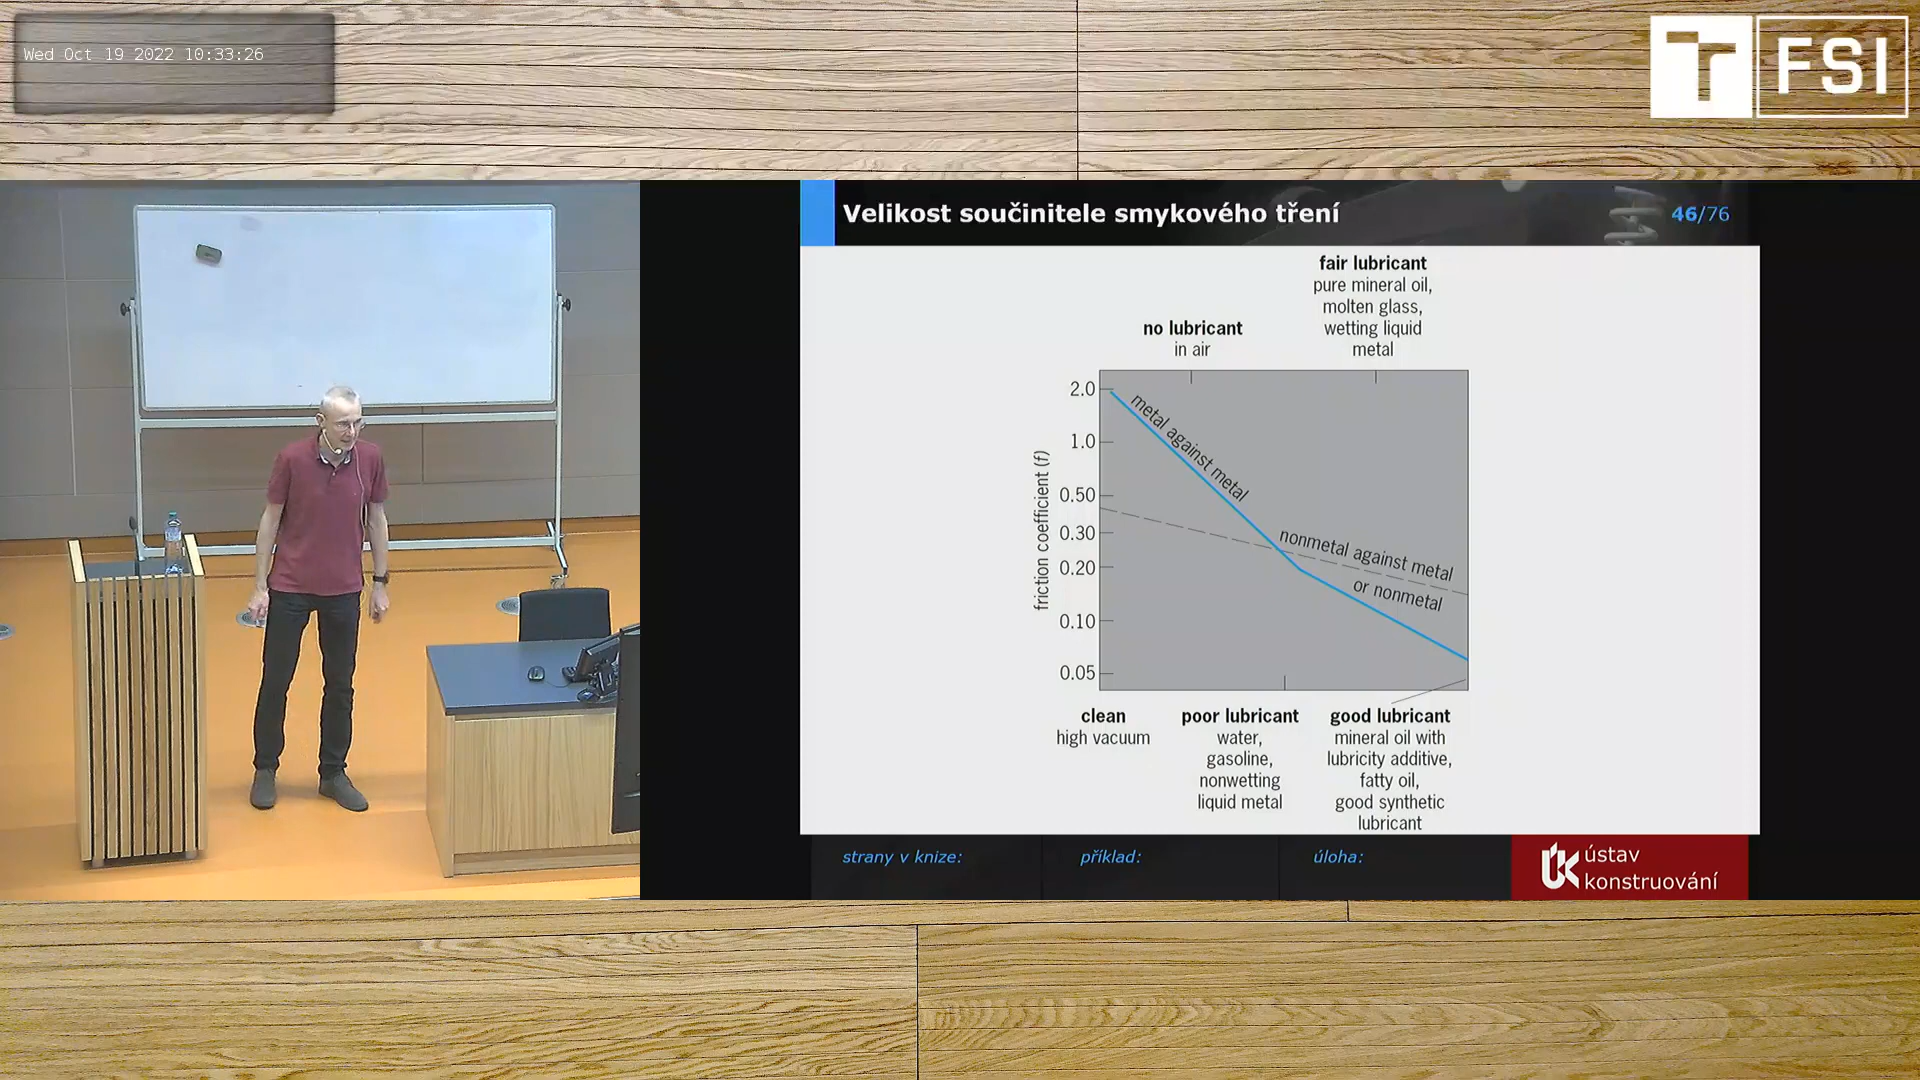 Wed Oct 19 2022 10:33:26
FSI
Velikost součinitele smykového tření
46/76
fair lubricant
pure mineral oil,
molten glass,
wetting liquid
metal
no lubricant
in air
2.0
1.0
0.50
0.30
0.20
0.10
0.05
friction coefficient (f)
metal against metal
nonmetal against metal
or nonmetal
clean
high vacuum
poor lubricant
water,
gasoline,
nonwetting
liquid metal
good lubricant
mineral oil with
lubricity additive,
fatty oil,
good synthetic
lubricant
strany v knize:
příklad:
úloha:
ústav
konstruování